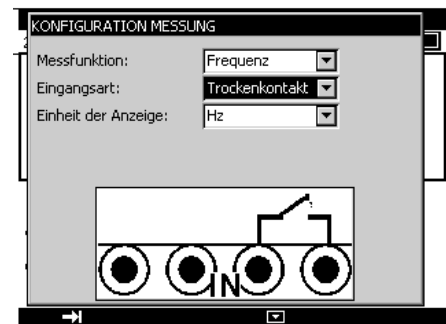 KONFIGURATION MESSUNG
Messfunktion: Frequenz
Eingangsart: Trockenkontakt
Einheit der Anzeige: Hz
IN